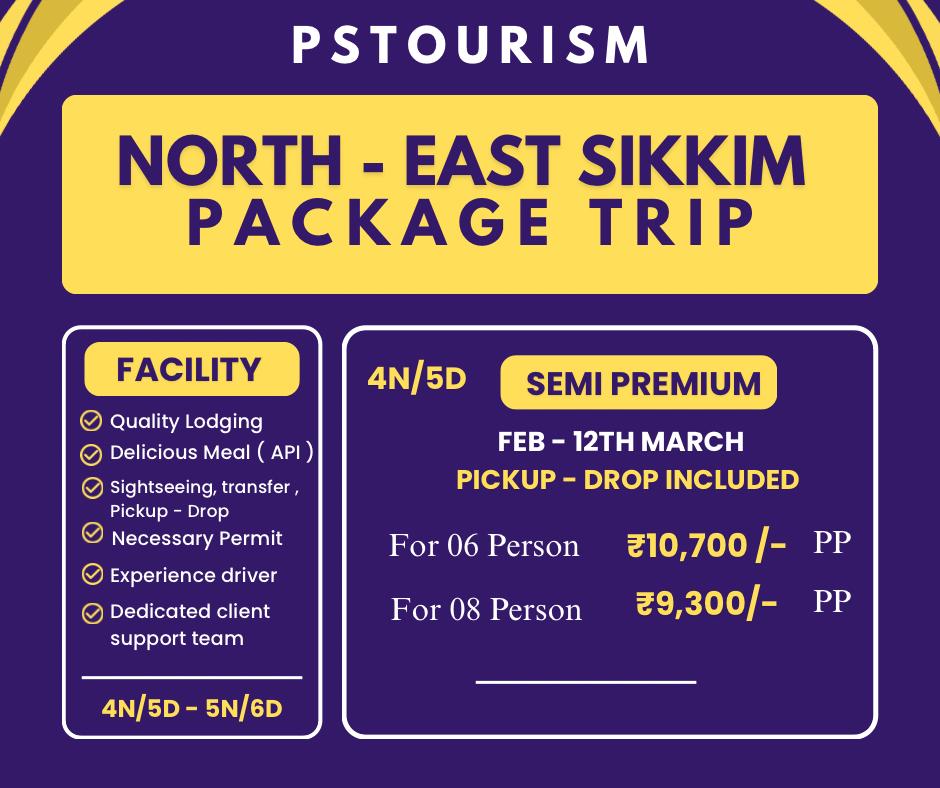 PSTOURISM
NORTH - EAST SIKKIM
PACKAGE TRIP
FACILITY
Quality Lodging
Delicious Meal ( API )
Sightseeing, transfer ,
Pickup - Drop
Necessary Permit
Experience driver
Dedicated client
support team
4N/5D - 5N/6D
4N/5D
SEMI PREMIUM
FEB - 12TH MARCH
PICKUP - DROP INCLUDED
For 06 Person ₹10,700 /- PP
For 08 Person ₹9,300/- PP